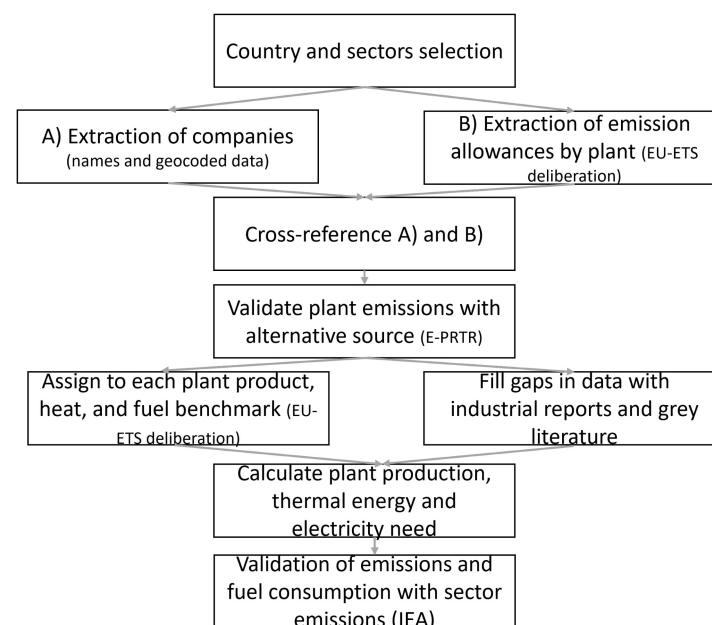 Country and sectors selection
A) Extraction of companies
(names and geocoded data)
B) Extraction of emission
allowances by plant (EU-ETS
deliberation)
Cross-reference A) and B)
Validate plant emissions with
alternative source (E-PRTR)
Assign to each plant product,
heat, and fuel benchmark (EU-
ETS deliberation)
Fill gaps in data with
industrial reports and grey
literature
Calculate plant production,
thermal energy and
electricity need
Validation of emissions and
fuel consumption with sector
emissions (IEA)